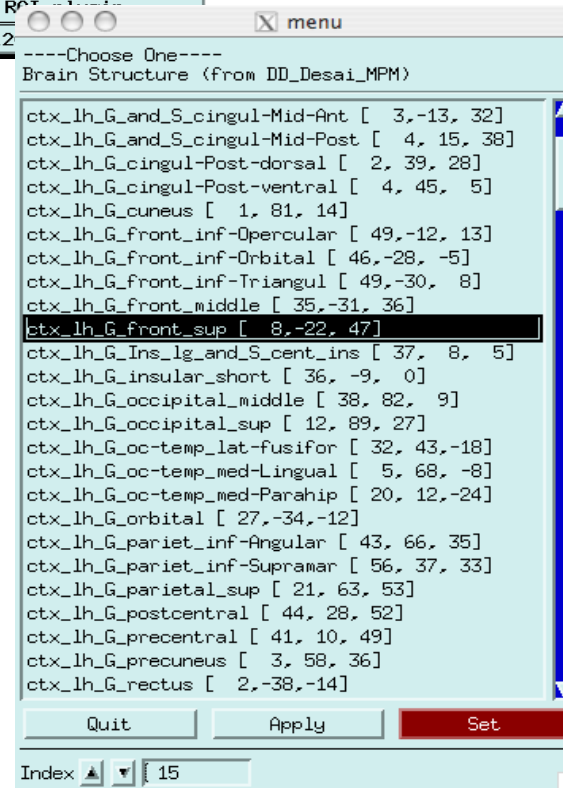 menu
----Choose One----
Brain Structure (from DD_Desai_MPM)
ctx_lh_G_and_S_cingul-Mid-Ant [  3,-13, 32]
ctx_lh_G_and_S_cingul-Mid-Post [  4, 15, 38]
ctx_lh_G_cingul-Post-dorsal [  2, 39, 28]
ctx_lh_G_cingul-Post-ventral [  4, 45,  5]
ctx_lh_G_cuneus [  1, 81, 14]
ctx_lh_G_front_inf-Opercular [ 49,-12, 13]
ctx_lh_G_front_inf-Orbital [ 46,-28, -5]
ctx_lh_G_front_inf-Triangul [ 49,-30,  8]
ctx_lh_G_front_middle [ 35,-31, 36]
ctx_lh_G_front_sup [  8,-22, 47]
ctx_lh_G_Ins_lg_and_S_cent_ins [ 37,  8,  5]
ctx_lh_G_insular_short [ 36, -9,  0]
ctx_lh_G_occipital_middle [ 38, 82,  9]
ctx_lh_G_occipital_sup [ 12, 89, 27]
ctx_lh_G_oc-temp_lat-fusifor [ 32, 43,-18]
ctx_lh_G_oc-temp_med-Lingual [  5, 68, -8]
ctx_lh_G_oc-temp_med-Parahip [ 20, 12,-24]
ctx_lh_G_orbital [ 27,-34,-12]
ctx_lh_G_pariet_inf-Angular [ 43, 66, 35]
ctx_lh_G_pariet_inf-Supramar [ 56, 37, 33]
ctx_lh_G_parietal_sup [ 21, 63, 53]
ctx_lh_G_postcentral [ 44, 28, 52]
ctx_lh_G_precentral [ 41, 10, 49]
ctx_lh_G_precuneus [  3, 58, 36]
ctx_lh_G_rectus [  2,-38,-14]
Quit Apply Set
Index [ 15